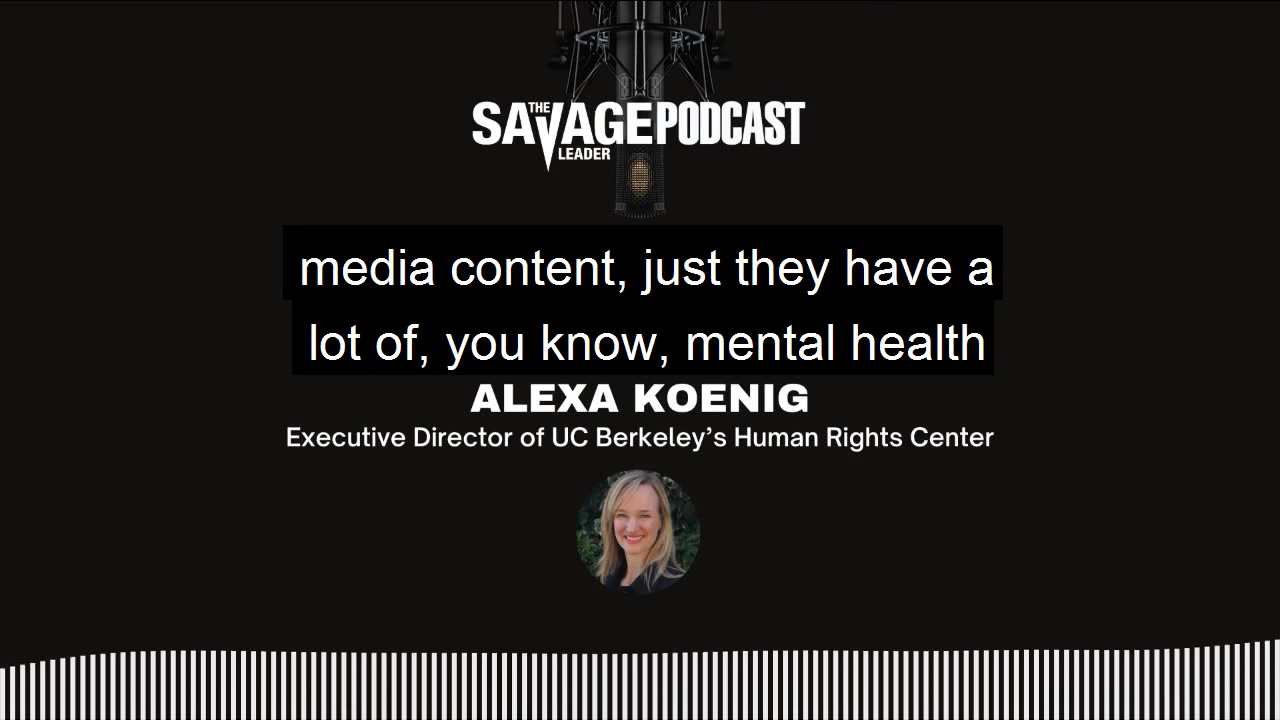 THE SAVAGE LEADER PODCAST
media content, just they have a
lot of, you know, mental health
ALEXA KOENIG
Executive Director of UC Berkeley’s Human Rights Center